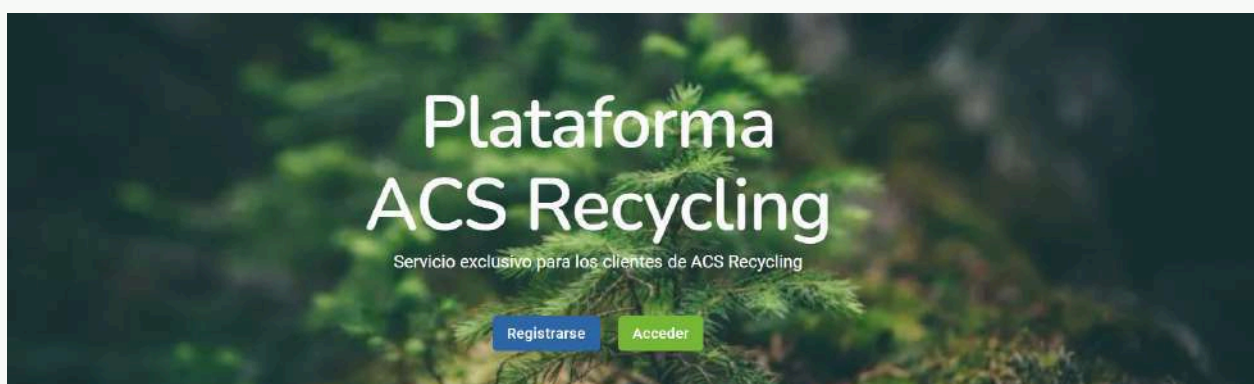 Plataforma
ACS Recycling
Servicio exclusivo para los clientes de ACS Recycling
Registrarse
Acceder